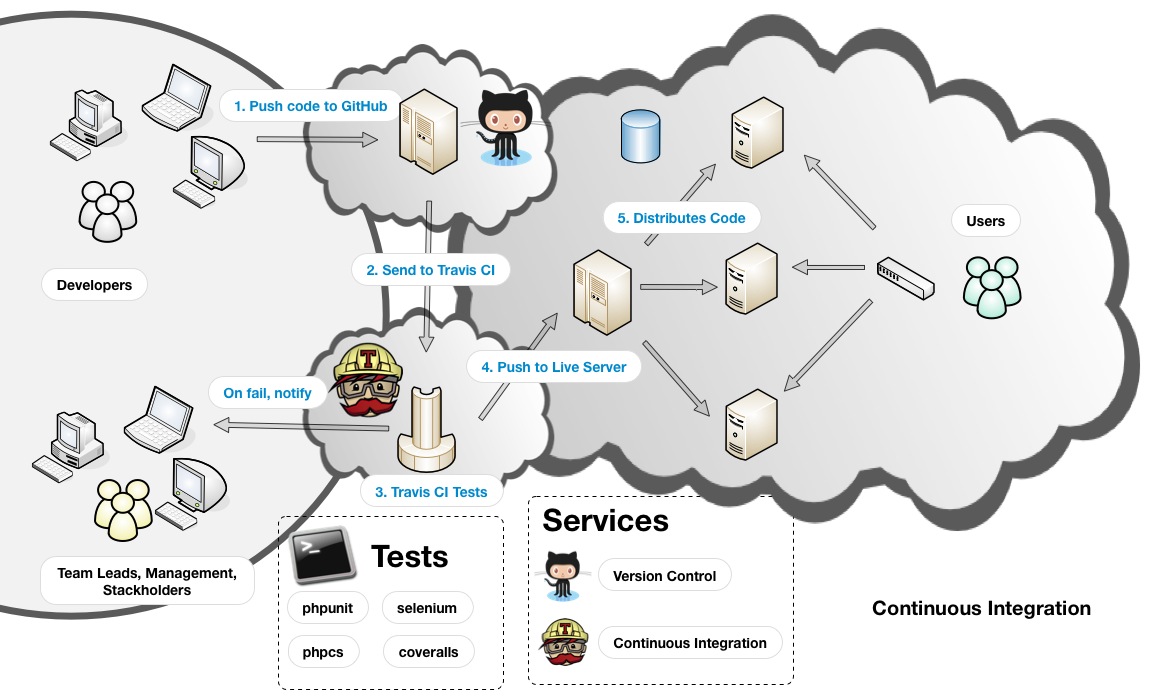 1. Push code to GitHub
Developers
2. Send to Travis CI
5. Distributes Code
Users
4. Push to Live Server
On fail, notify
3. Travis CI Tests
Team Leads, Management,
Stackholders
Tests
phpunit
selenium
phpcs
coveralls
Services
Version Control
Continuous Integration
Continuous Integration